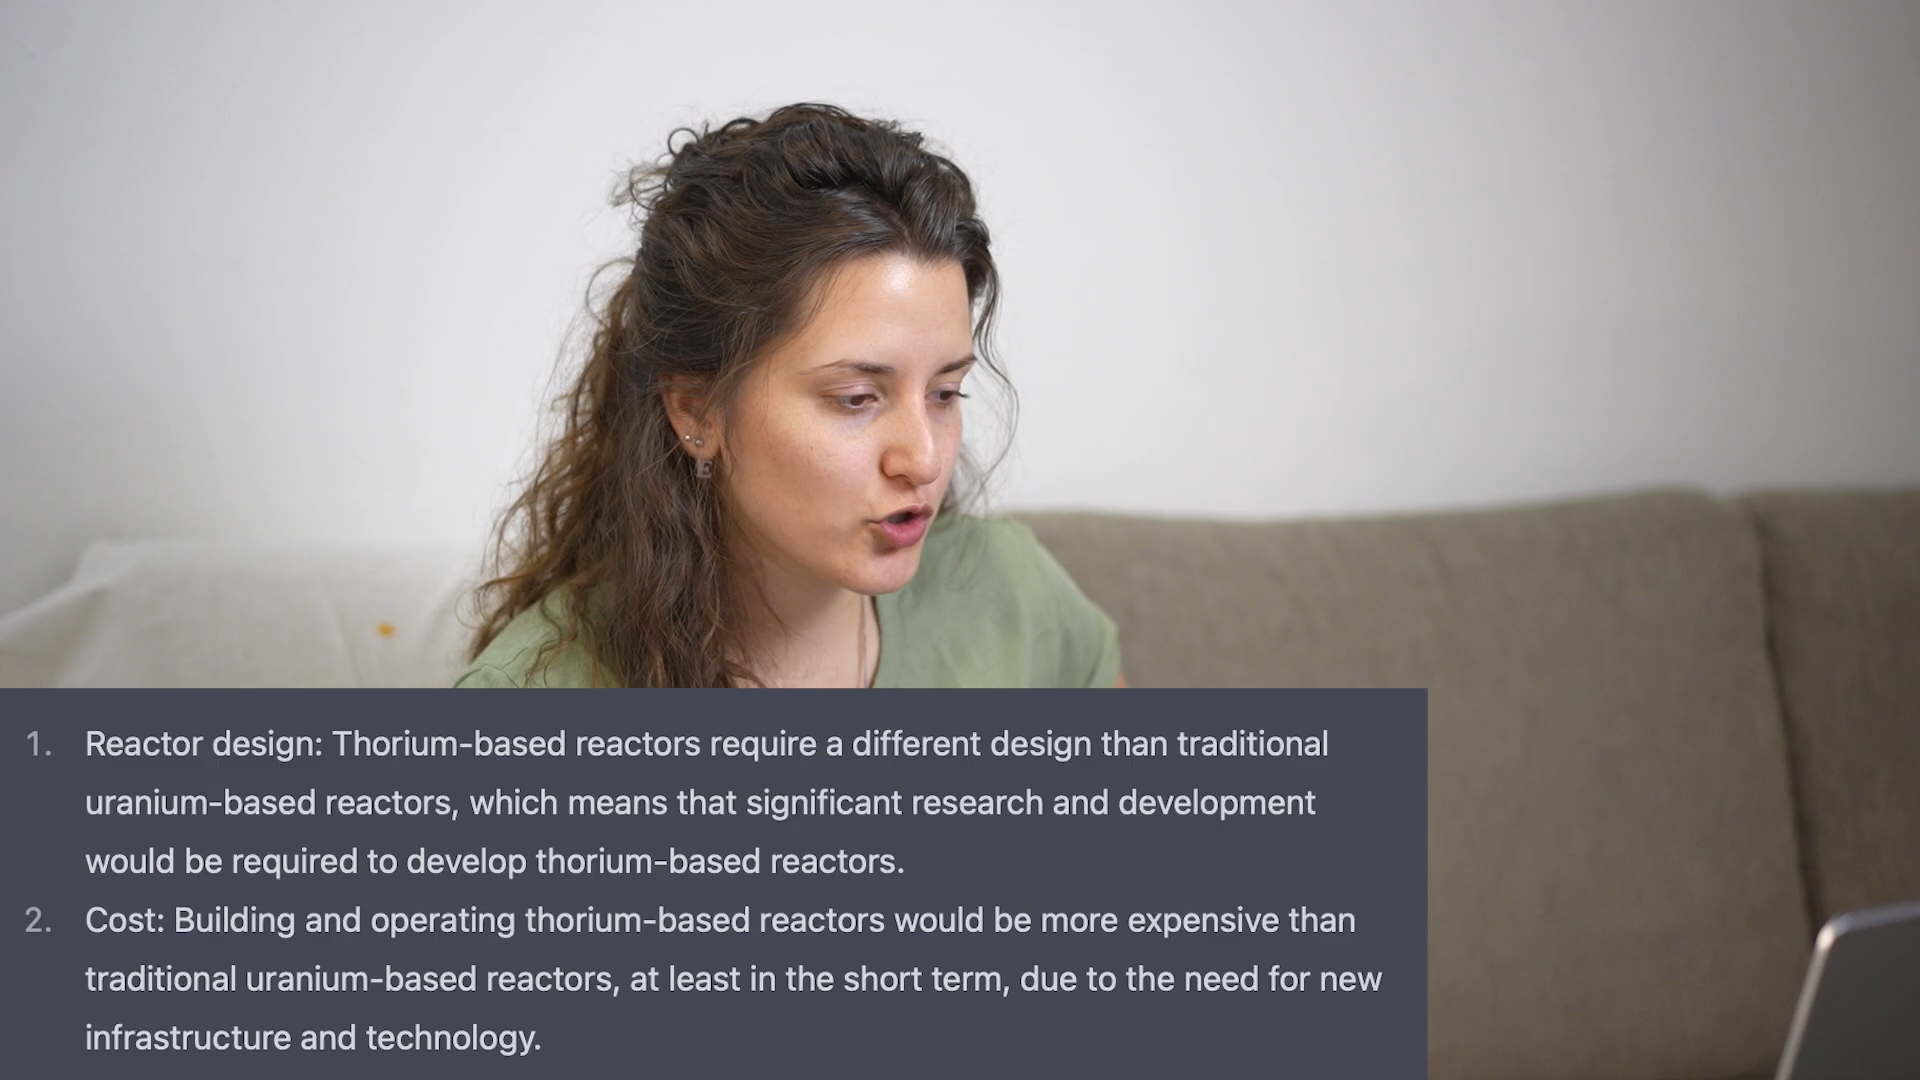 E
1. Reactor design: Thorium-based reactors require a different design than traditional
uranium-based reactors, which means that significant research and development
would be required to develop thorium-based reactors.
2. Cost: Building and operating thorium-based reactors would be more expensive than
traditional uranium-based reactors, at least in the short term, due to the need for new
infrastructure and technology.